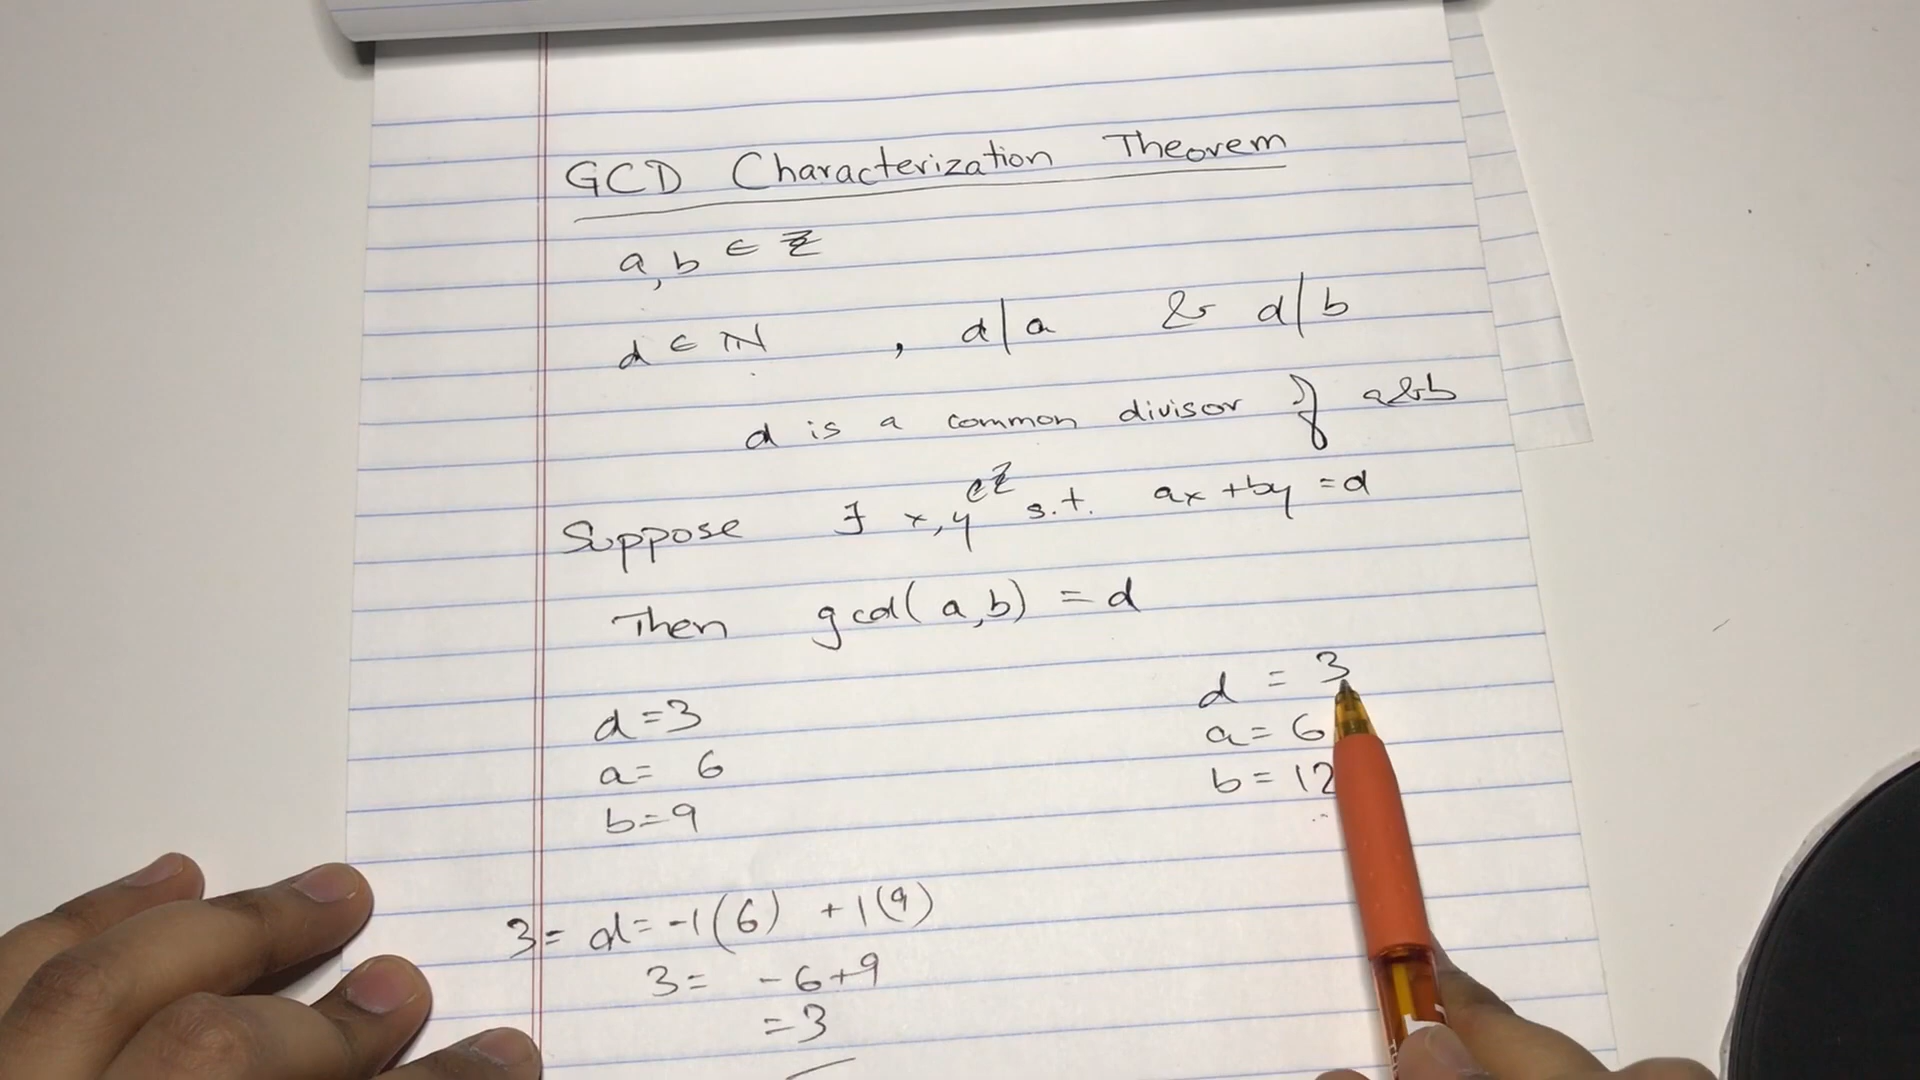 GCD Characterization Theorem
a, b ∈ ℤ
d ∈ ℕ , d|a & d|b
d is a common divisor of a&b
Suppose ∃ x, y ∈ℤ s.t. ax + by = d
Then gcd(a,b) = d
d = 3
a = 6
b = 9
d = 3
a = 6
b = 12
3 = d = -1(6) + 1(9)
3 = -6+9
= 3